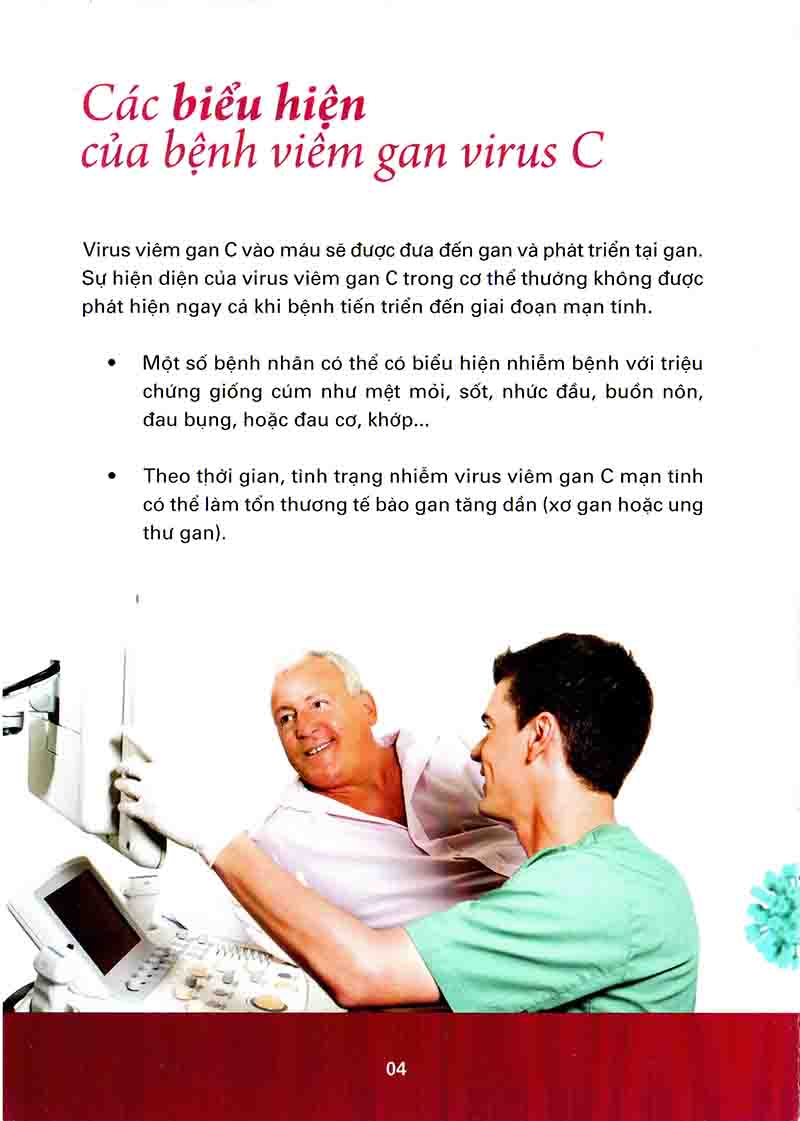 Các biểu hiện
của bệnh viêm gan virus C
Virus viêm gan C vào máu sẽ được đưa đến gan và phát triển tại gan.
Sự hiện diện của virus viêm gan C trong cơ thể thường không được
phát hiện ngay cả khi bệnh tiến triển đến giai đoạn mạn tính.
• Một số bệnh nhân có thể có biểu hiện nhiễm bệnh với triệu
chứng giống cúm như mệt mỏi, sốt, nhức đầu, buồn nôn,
đau bụng, hoặc đau cơ, khớp...
• Theo thời gian, tình trạng nhiễm virus viêm gan C mạn tính
có thể làm tổn thương tế bào gan tăng dần (xơ gan hoặc ung
thư gan).
04